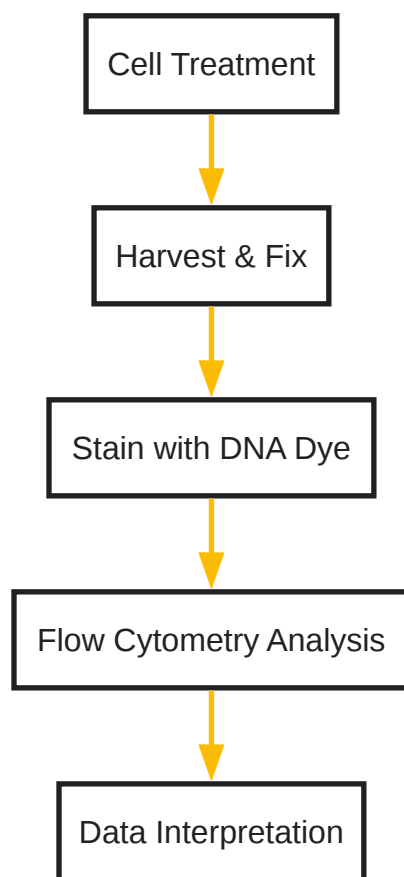 Cell Treatment
Harvest & Fix
Stain with DNA Dye
Flow Cytometry Analysis
Data Interpretation